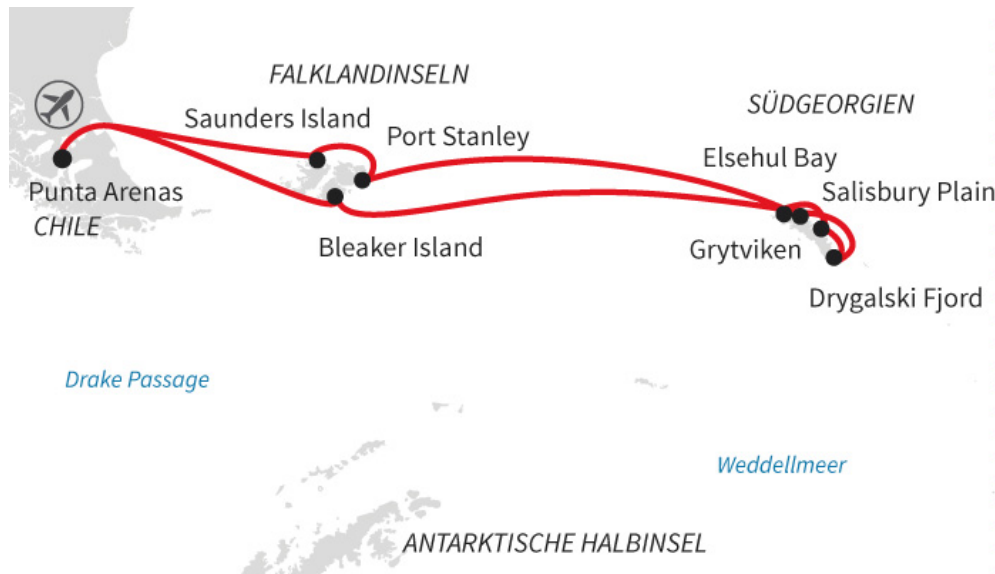 FALKLANDINSELN
SÜDGEORGIEN
Saunders Island
Port Stanley
Elsehul Bay
Punta Arenas
CHILE
Salisbury Plain
Bleaker Island
Grytviken
Drygalski Fjord
Drake Passage
Weddellmeer
ANTARKTISCHE HALBINSEL